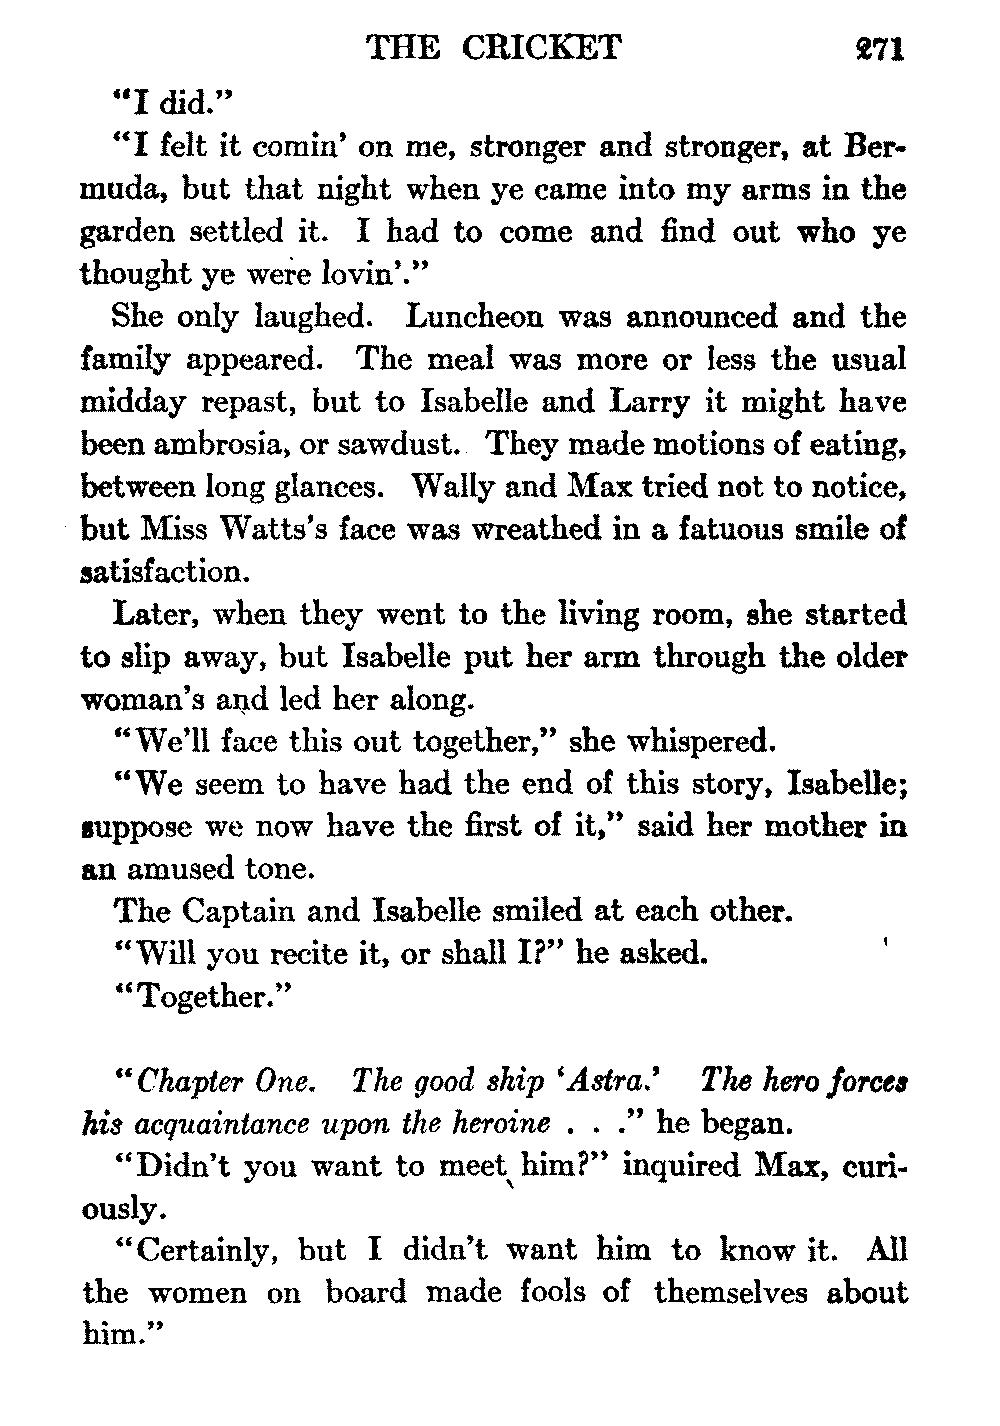 THE CRICKET 271
"I did."
"I felt it comin' on me, stronger and stronger, at Ber-
muda, but that night when ye came into my arms in the
garden settled it. I had to come and find out who ye
thought ye were lovin'."
She only laughed. Luncheon was announced and the
family appeared. The meal was more or less the usual
midday repast, but to Isabelle and Larry it might have
been ambrosia, or sawdust. They made motions of eating,
between long glances. Wally and Max tried not to notice,
but Miss Watts's face was wreathed in a fatuous smile of
satisfaction.
Later, when they went to the living room, she started
to slip away, but Isabelle put her arm through the older
woman's and led her along.
"We'll face this out together," she whispered.
"We seem to have had the end of this story, Isabelle;
suppose we now have the first of it," said her mother in
an amused tone.
The Captain and Isabelle smiled at each other.
"Will you recite it, or shall I?" he asked.
"Together."
"Chapter One. The good ship 'Astra.' The hero forces
his acquaintance upon the heroine . . ." he began.
"Didn't you want to meet him?" inquired Max, curi-
ously.
"Certainly, but I didn't want him to know it. All
the women on board made fools of themselves about
him."